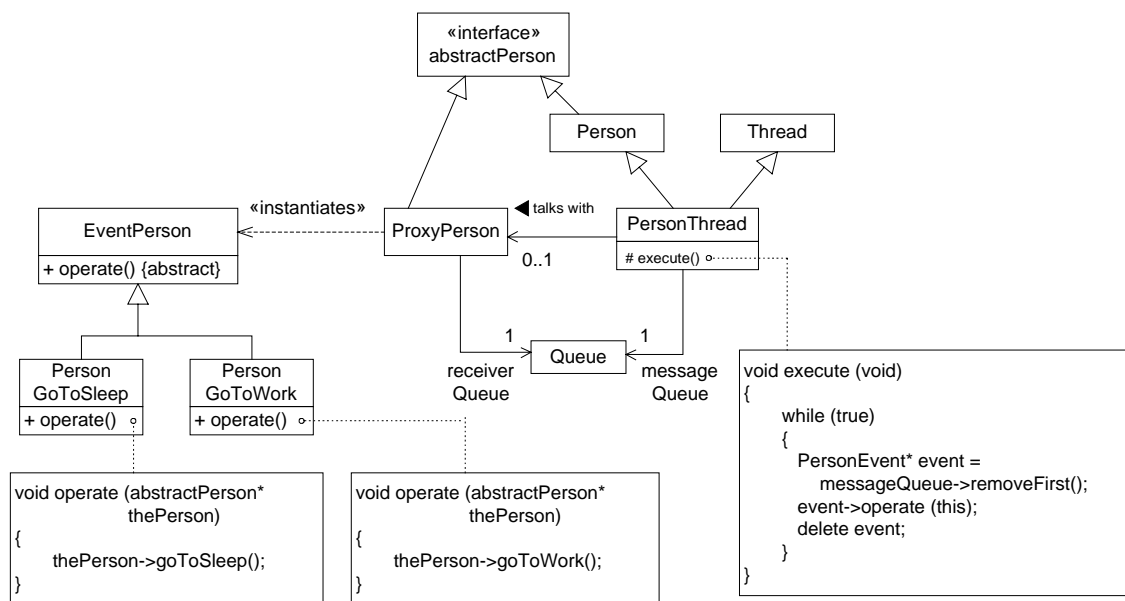 «interface»
abstractPerson
Person
Thread
«instantiates»
talks with
EventPerson
+ operate() {abstract}
ProxyPerson
PersonThread
# execute()
0..1
1
1
Queue
receiver
Queue
message
Queue
Person
GoToSleep
+ operate()
Person
GoToWork
+ operate()
void operate (abstractPerson*
thePerson)
{
thePerson->goToSleep();
}
void operate (abstractPerson*
thePerson)
{
thePerson->goToWork();
}
void execute (void)
{
while (true)
{
PersonEvent* event =
messageQueue->removeFirst();
event->operate (this);
delete event;
}
}